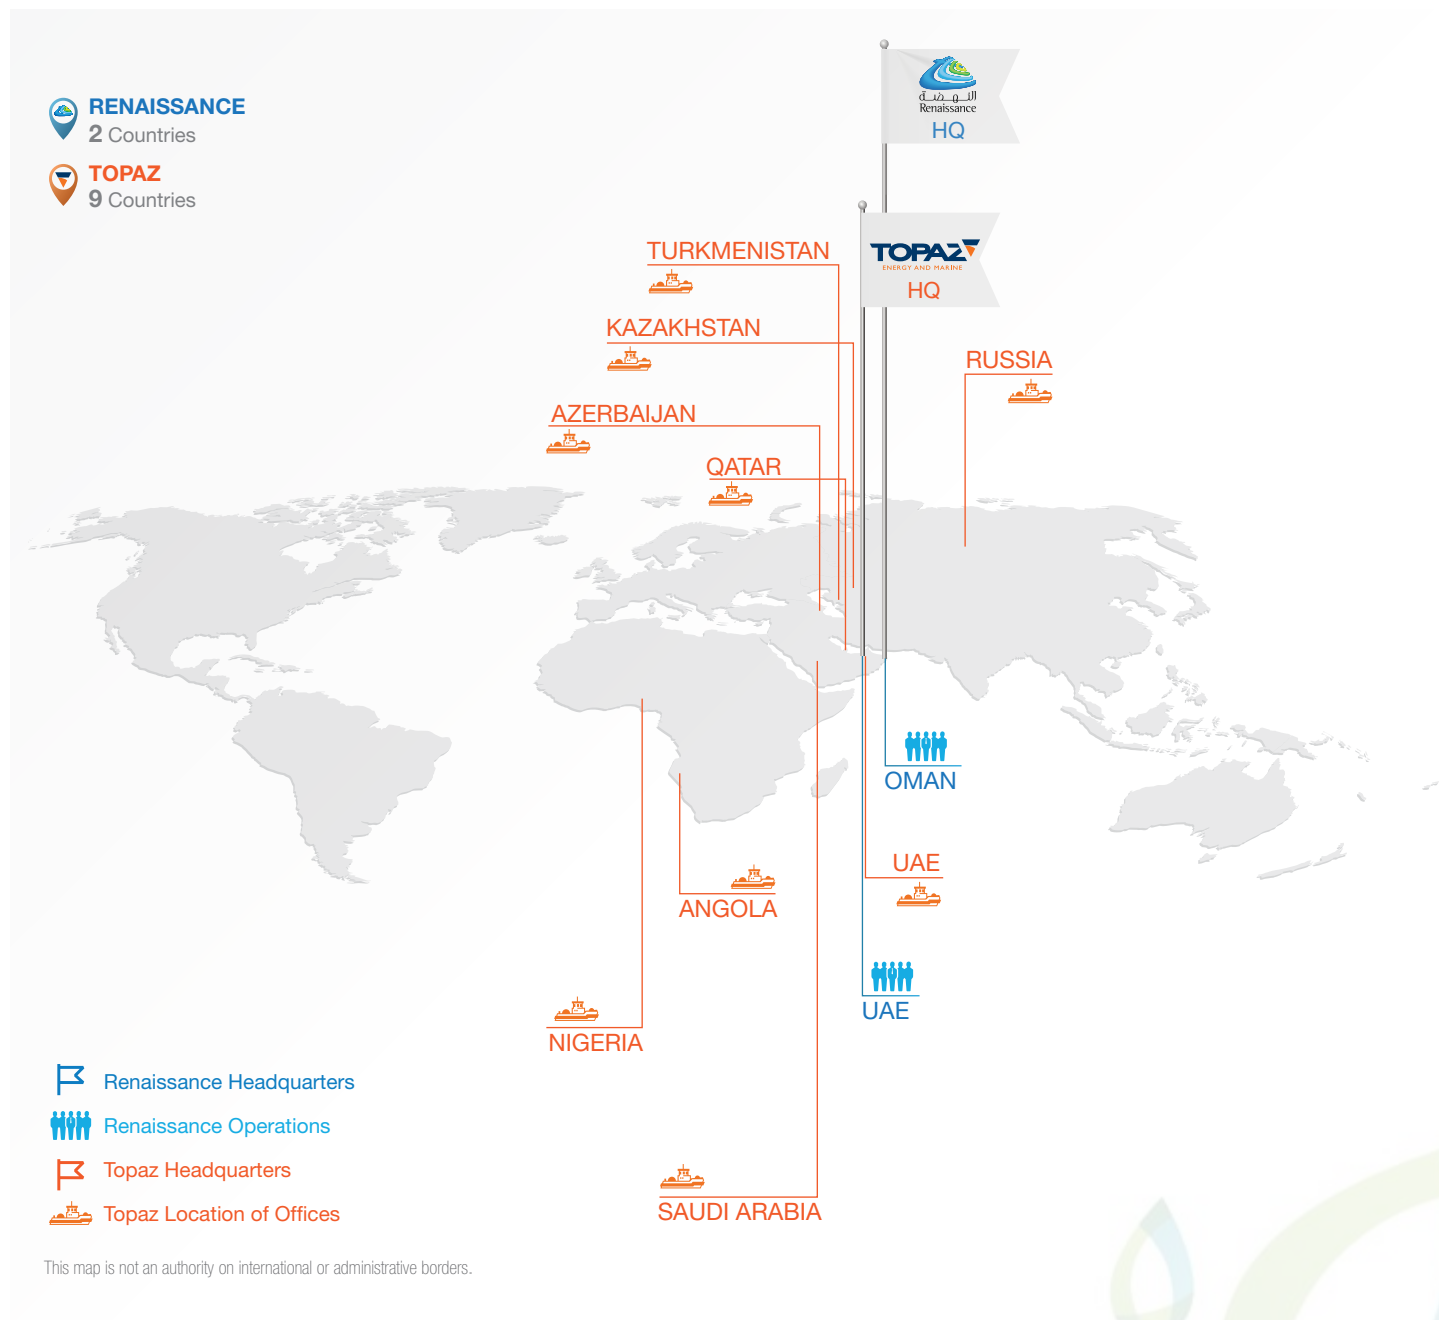 النهضة
Renaissance
HQ
RENAISSANCE
2 Countries
TOPAZ
9 Countries
TOPAZ
ENERGY AND MARINE
HQ
TURKMENISTAN
KAZAKHSTAN
RUSSIA
AZERBAIJAN
QATAR
OMAN
UAE
ANGOLA
UAE
NIGERIA
Renaissance Headquarters
Renaissance Operations
Topaz Headquarters
SAUDI ARABIA
Topaz Location of Offices
This map is not an authority on international or administrative borders.